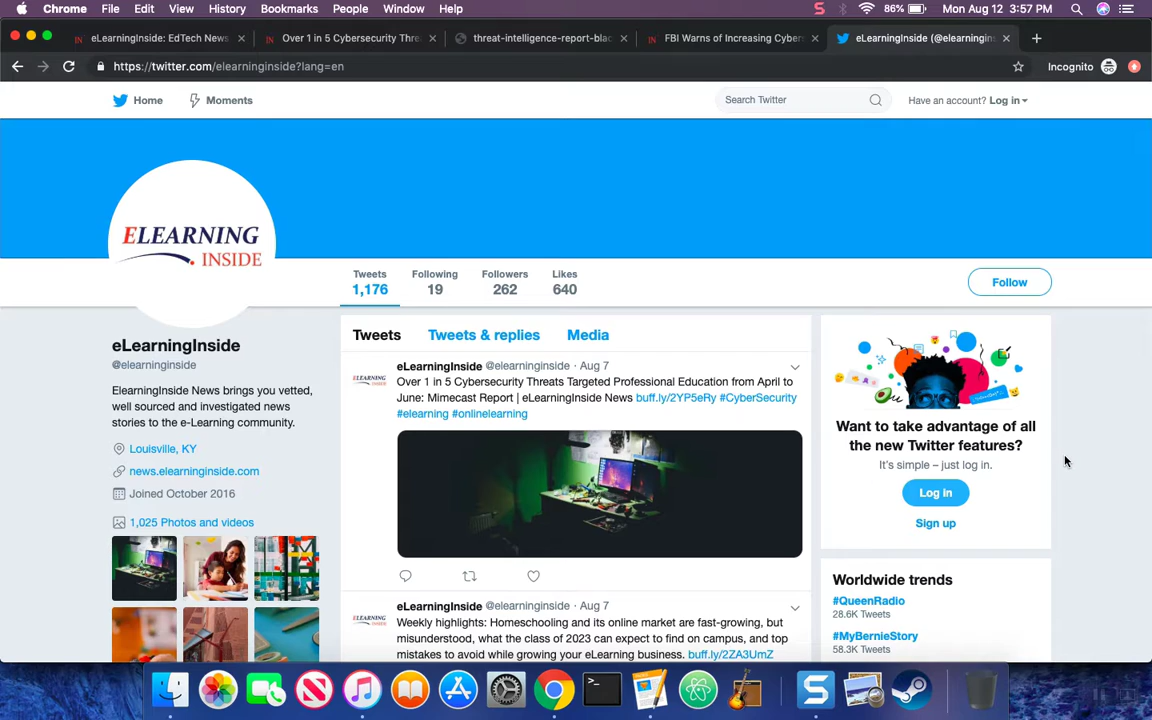 Chrome File Edit View History Bookmarks People Window Help
86% Mon Aug 12 3:57 PM
eLearningInside: EdTech News
Over 1 in 5 Cybersecurity Thre
threat-intelligence-report-blac
FBI Warns of Increasing Cyber
eLearningInside (@elearningin
https://twitter.com/elearninginside?lang=en
Incognito
Home Moments
Search Twitter
Have an account? Log in
ELEARNING
INSIDE
Tweets Following Followers Likes
1,176 19 262 640
Follow
eLearningInside
@elearninginside
ElearningInside News brings you vetted,
well sourced and investigated news
stories to the e-Learning community.
Louisville, KY
news.elearninginside.com
Joined October 2016
1,025 Photos and videos
Tweets Tweets & replies Media
ELEARNING
INSIDE
eLearningInside @elearninginside · Aug 7
Over 1 in 5 Cybersecurity Threats Targeted Professional Education from April to
June: Mimecast Report | eLearningInside News buff.ly/2YP5eRy #CyberSecurity
#elearning #onlinelearning
ELEARNING
INSIDE
eLearningInside @elearninginside · Aug 7
Weekly highlights: Homeschooling and its online market are fast-growing, but
misunderstood, what the class of 2023 can expect to find on campus, and top
mistakes to avoid while growing your eLearning business. buff.ly/2ZA3UmZ
Want to take advantage of all
the new Twitter features?
It's simple – just log in.
Log in
Sign up
Worldwide trends
#QueenRadio
28.6K Tweets
#MyBernieStory
58.3K Tweets